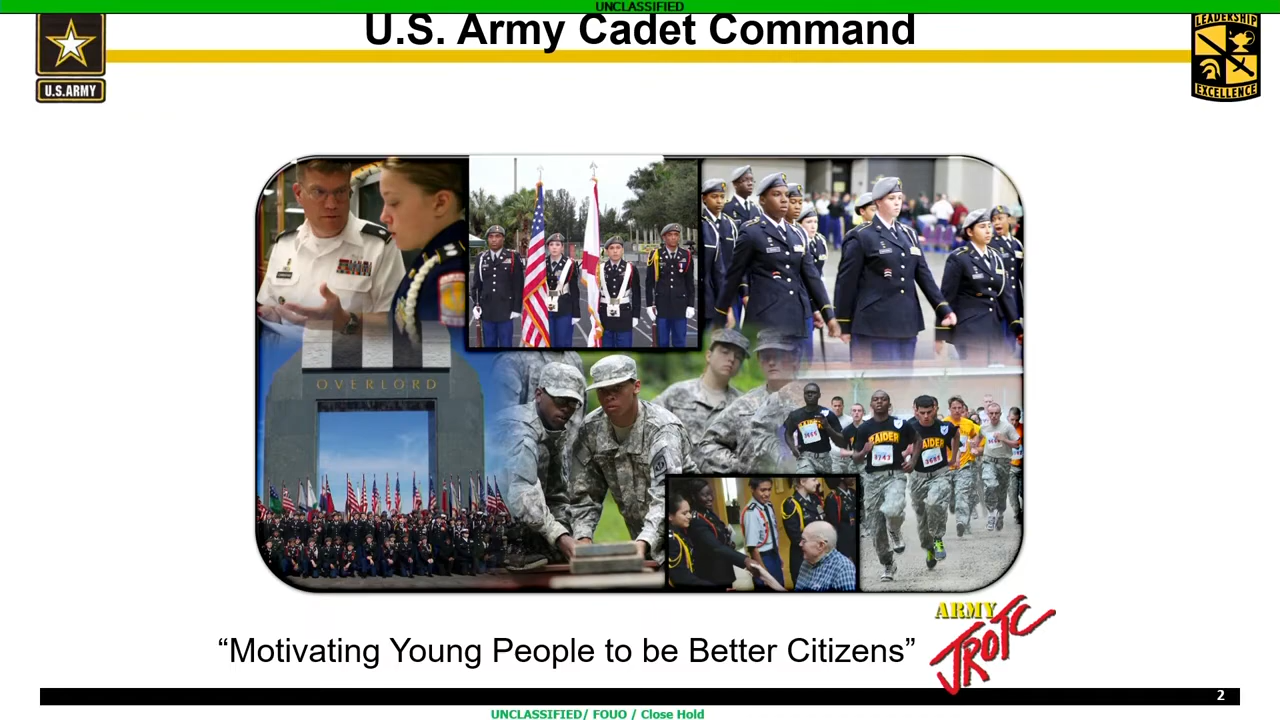 UNCLASSIFIED
U.S. Army Cadet Command
U.S.ARMY
LEADERSHIP
EXCELLENCE
OVERLORD
RAIDER
RAIDER
"Motivating Young People to be Better Citizens"
ARMY
JROTC
2
UNCLASSIFIED/ FOUO / Close Hold